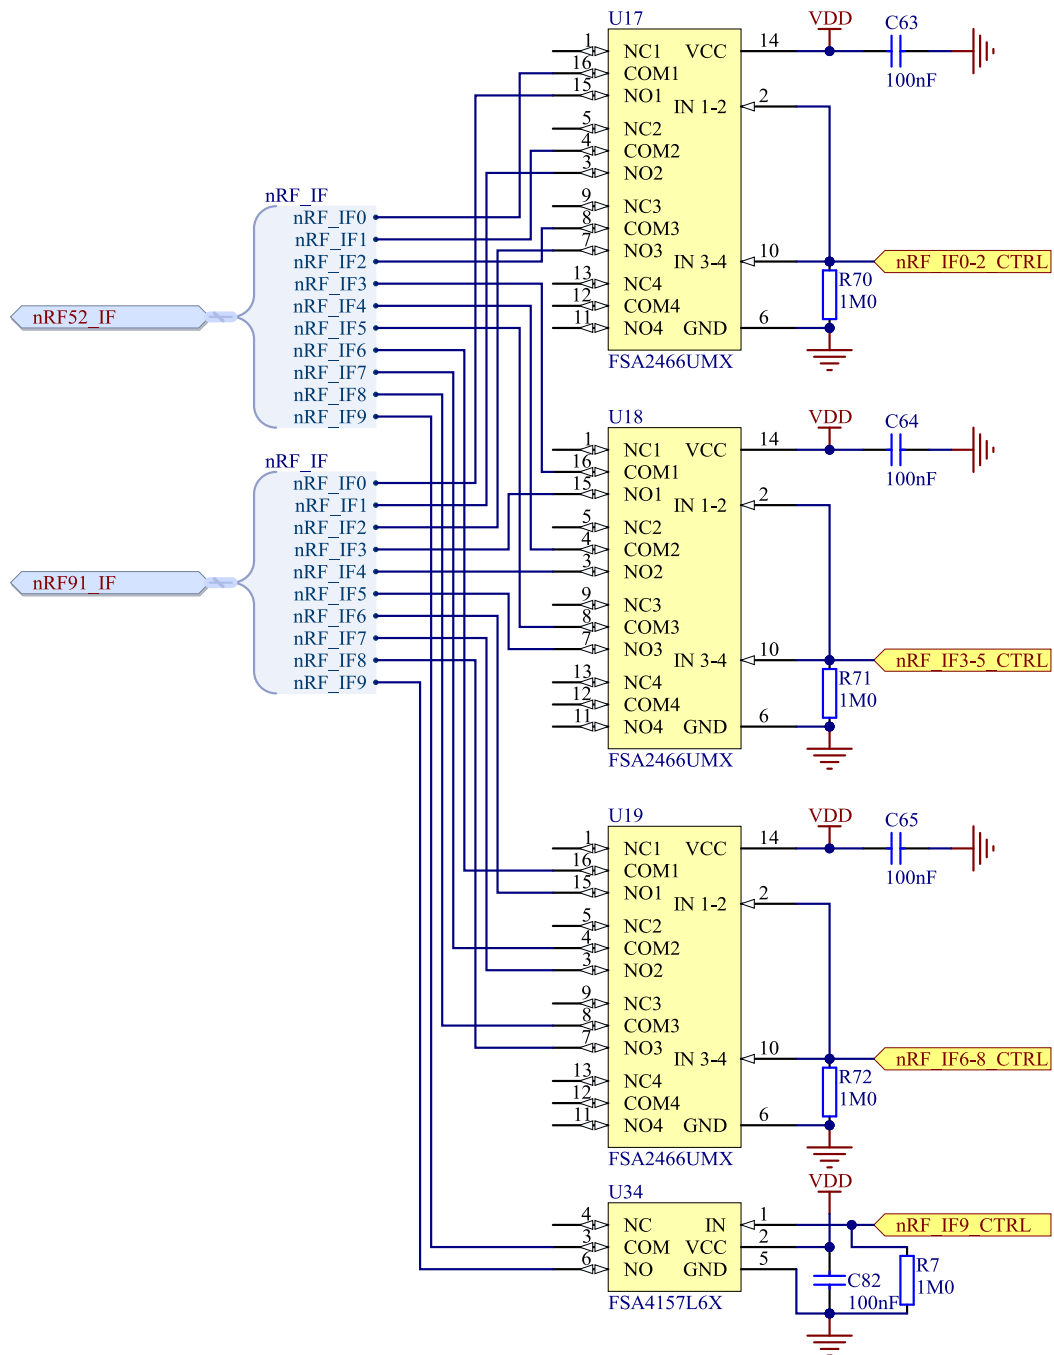 nRF52_IF
nRF_IF
nRF_IF0
nRF_IF1
nRF_IF2
nRF_IF3
nRF_IF4
nRF_IF5
nRF_IF6
nRF_IF7
nRF_IF8
nRF_IF9
nRF91_IF
nRF_IF
nRF_IF0
nRF_IF1
nRF_IF2
nRF_IF3
nRF_IF4
nRF_IF5
nRF_IF6
nRF_IF7
nRF_IF8
nRF_IF9
U17
1 NC1 VCC 14
16 COM1
15 NO1
IN 1-2 2
5 NC2
4 COM2
3 NO2
9 NC3
8 COM3
7 NO3
IN 3-4 10
13 NC4
12 COM4
11 NO4 GND 6
FSA2466UMX
VDD
C63
100nF
nRF_IF0-2_CTRL
R70
1M0
U18
1 NC1 VCC 14
16 COM1
15 NO1
IN 1-2 2
5 NC2
4 COM2
3 NO2
9 NC3
8 COM3
7 NO3
IN 3-4 10
13 NC4
12 COM4
11 NO4 GND 6
FSA2466UMX
VDD
C64
100nF
nRF_IF3-5_CTRL
R71
1M0
U19
1 NC1 VCC 14
16 COM1
15 NO1
IN 1-2 2
5 NC2
4 COM2
3 NO2
9 NC3
8 COM3
7 NO3
IN 3-4 10
13 NC4
12 COM4
11 NO4 GND 6
FSA2466UMX
VDD
C65
100nF
nRF_IF6-8_CTRL
R72
1M0
U34
4 NC IN 1
3 COM VCC 2
6 NO GND 5
FSA4157L6X
VDD
nRF_IF9_CTRL
C82
100nF
R7
1M0